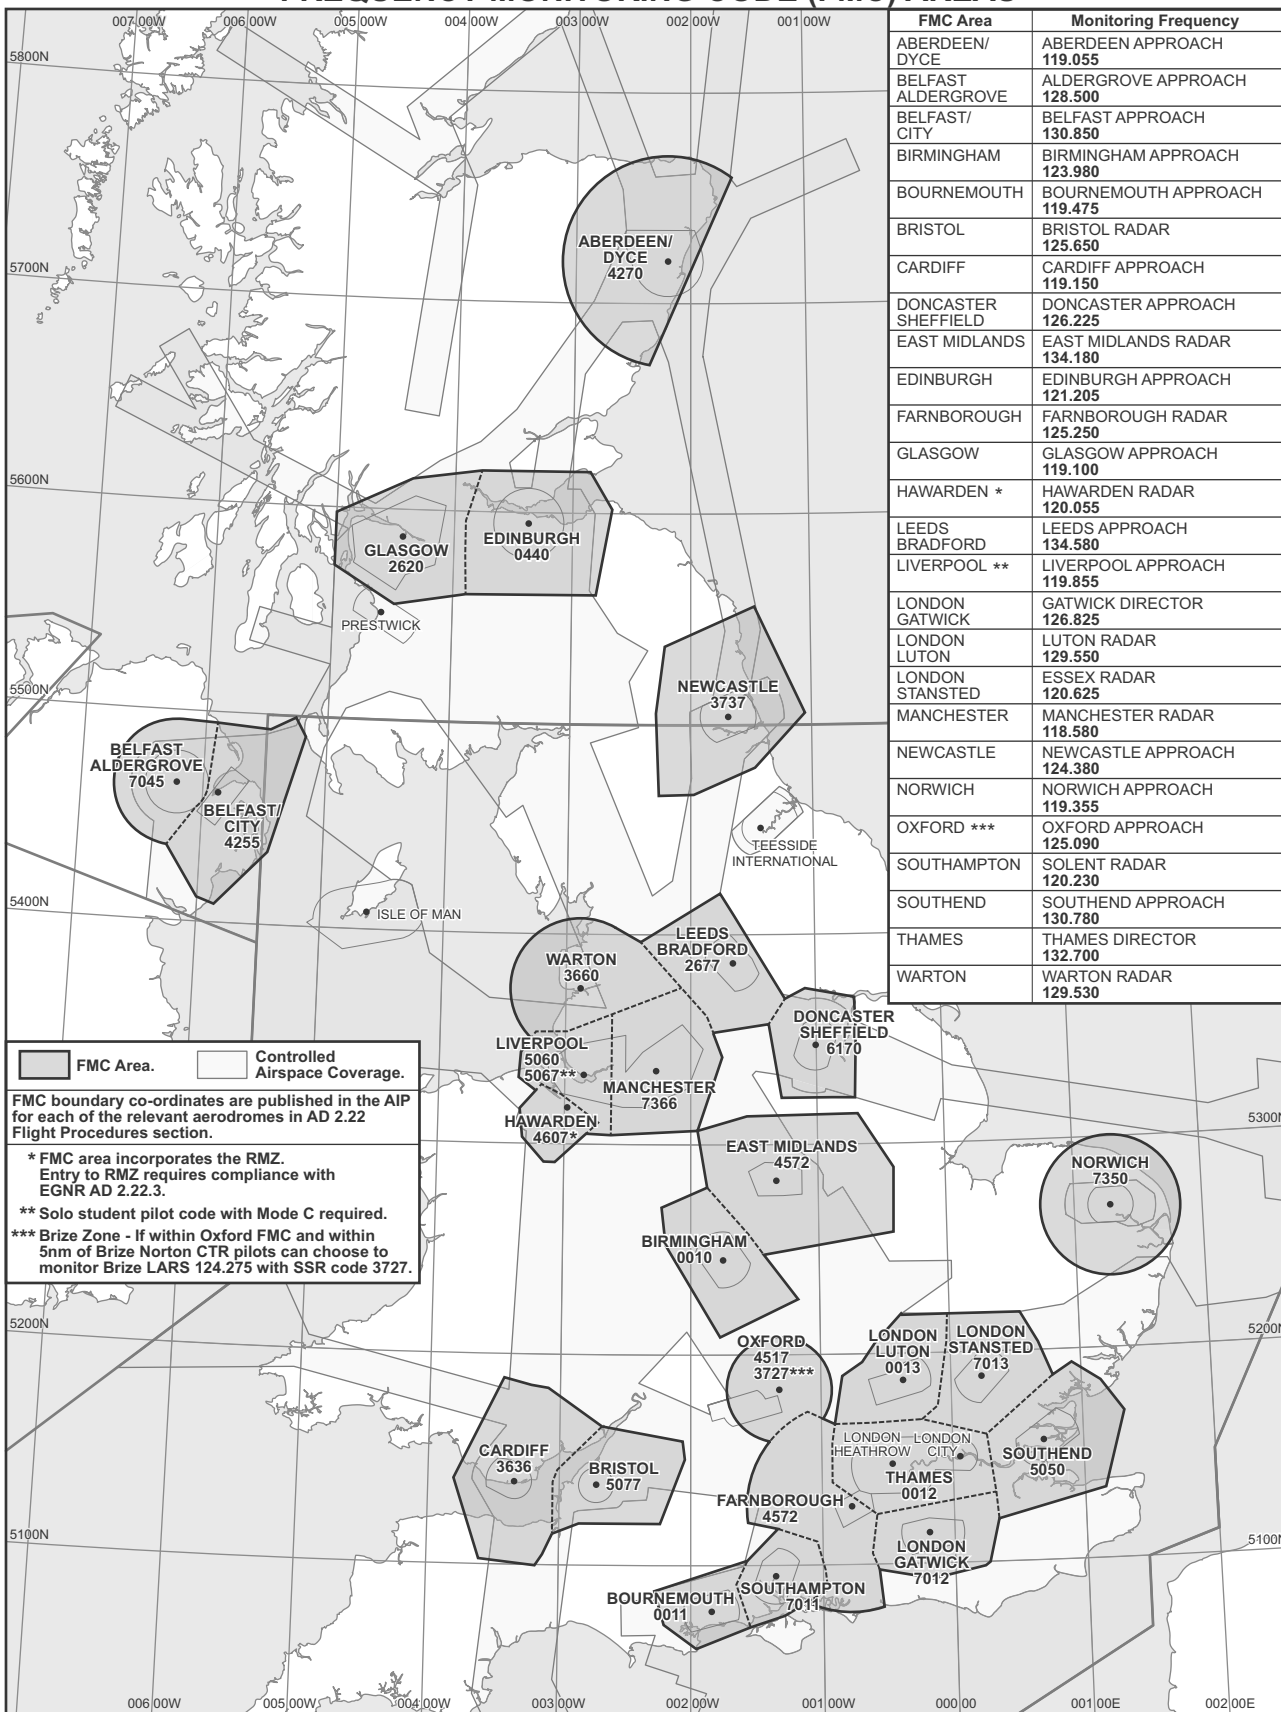 FREQUENCY MONITORING CODE (FMC) AREAS
007 00W
006 00W
005 00W
004 00W
003 00W
002 00W
001 00W
5800N
5700N
5600N
5500N
5400N
5300N
5200N
5200N
5100N
5100N
ABERDEEN/
DYCE
4270
GLASGOW
2620
EDINBURGH
0440
PRESTWICK
NEWCASTLE
3737
BELFAST
ALDERGROVE
7045
BELFAST/
CITY
4255
TEESSIDE
INTERNATIONAL
ISLE OF MAN
LEEDS
BRADFORD
2677
WARTON
3660
DONCASTER
SHEFFIELD
6170
LIVERPOOL
5060
5067**
MANCHESTER
7366
HAWARDEN
4607*
EAST MIDLANDS
4572
NORWICH
7350
BIRMINGHAM
0010
OXFORD
4517
3727***
LONDON
LUTON
0013
LONDON
STANSTED
7013
CARDIFF
3636
BRISTOL
5077
LONDON
HEATHROW
LONDON
CITY
THAMES
0012
SOUTHEND
5050
FARNBOROUGH
4572
LONDON
GATWICK
7012
BOURNEMOUTH
0011
SOUTHAMPTON
7011
006 00W
005 00W
004 00W
003 00W
002 00W
001 00W
000 00
001 00E
002 00E
FMC Area Monitoring Frequency
ABERDEEN/ ABERDEEN APPROACH
DYCE 119.055
BELFAST ALDERGROVE APPROACH
ALDERGROVE 128.500
BELFAST/ BELFAST APPROACH
CITY 130.850
BIRMINGHAM BIRMINGHAM APPROACH
123.980
BOURNEMOUTH BOURNEMOUTH APPROACH
119.475
BRISTOL BRISTOL RADAR
125.650
CARDIFF CARDIFF APPROACH
119.150
DONCASTER DONCASTER APPROACH
SHEFFIELD 126.225
EAST MIDLANDS EAST MIDLANDS RADAR
134.180
EDINBURGH EDINBURGH APPROACH
121.205
FARNBOROUGH FARNBOROUGH RADAR
125.250
GLASGOW GLASGOW APPROACH
119.100
HAWARDEN * HAWARDEN RADAR
120.055
LEEDS LEEDS APPROACH
BRADFORD 134.580
LIVERPOOL ** LIVERPOOL APPROACH
119.855
LONDON GATWICK DIRECTOR
GATWICK 126.825
LONDON LUTON RADAR
LUTON 129.550
LONDON ESSEX RADAR
STANSTED 120.625
MANCHESTER MANCHESTER RADAR
118.580
NEWCASTLE NEWCASTLE APPROACH
124.380
NORWICH NORWICH APPROACH
119.355
OXFORD *** OXFORD APPROACH
125.090
SOUTHAMPTON SOLENT RADAR
120.230
SOUTHEND SOUTHEND APPROACH
130.780
THAMES THAMES DIRECTOR
132.700
WARTON WARTON RADAR
129.530
FMC Area.
Controlled
Airspace Coverage.
FMC boundary co-ordinates are published in the AIP
for each of the relevant aerodromes in AD 2.22
Flight Procedures section.
* FMC area incorporates the RMZ.
Entry to RMZ requires compliance with
EGNR AD 2.22.3.
** Solo student pilot code with Mode C required.
*** Brize Zone - If within Oxford FMC and within
5nm of Brize Norton CTR pilots can choose to
monitor Brize LARS 124.275 with SSR code 3727.